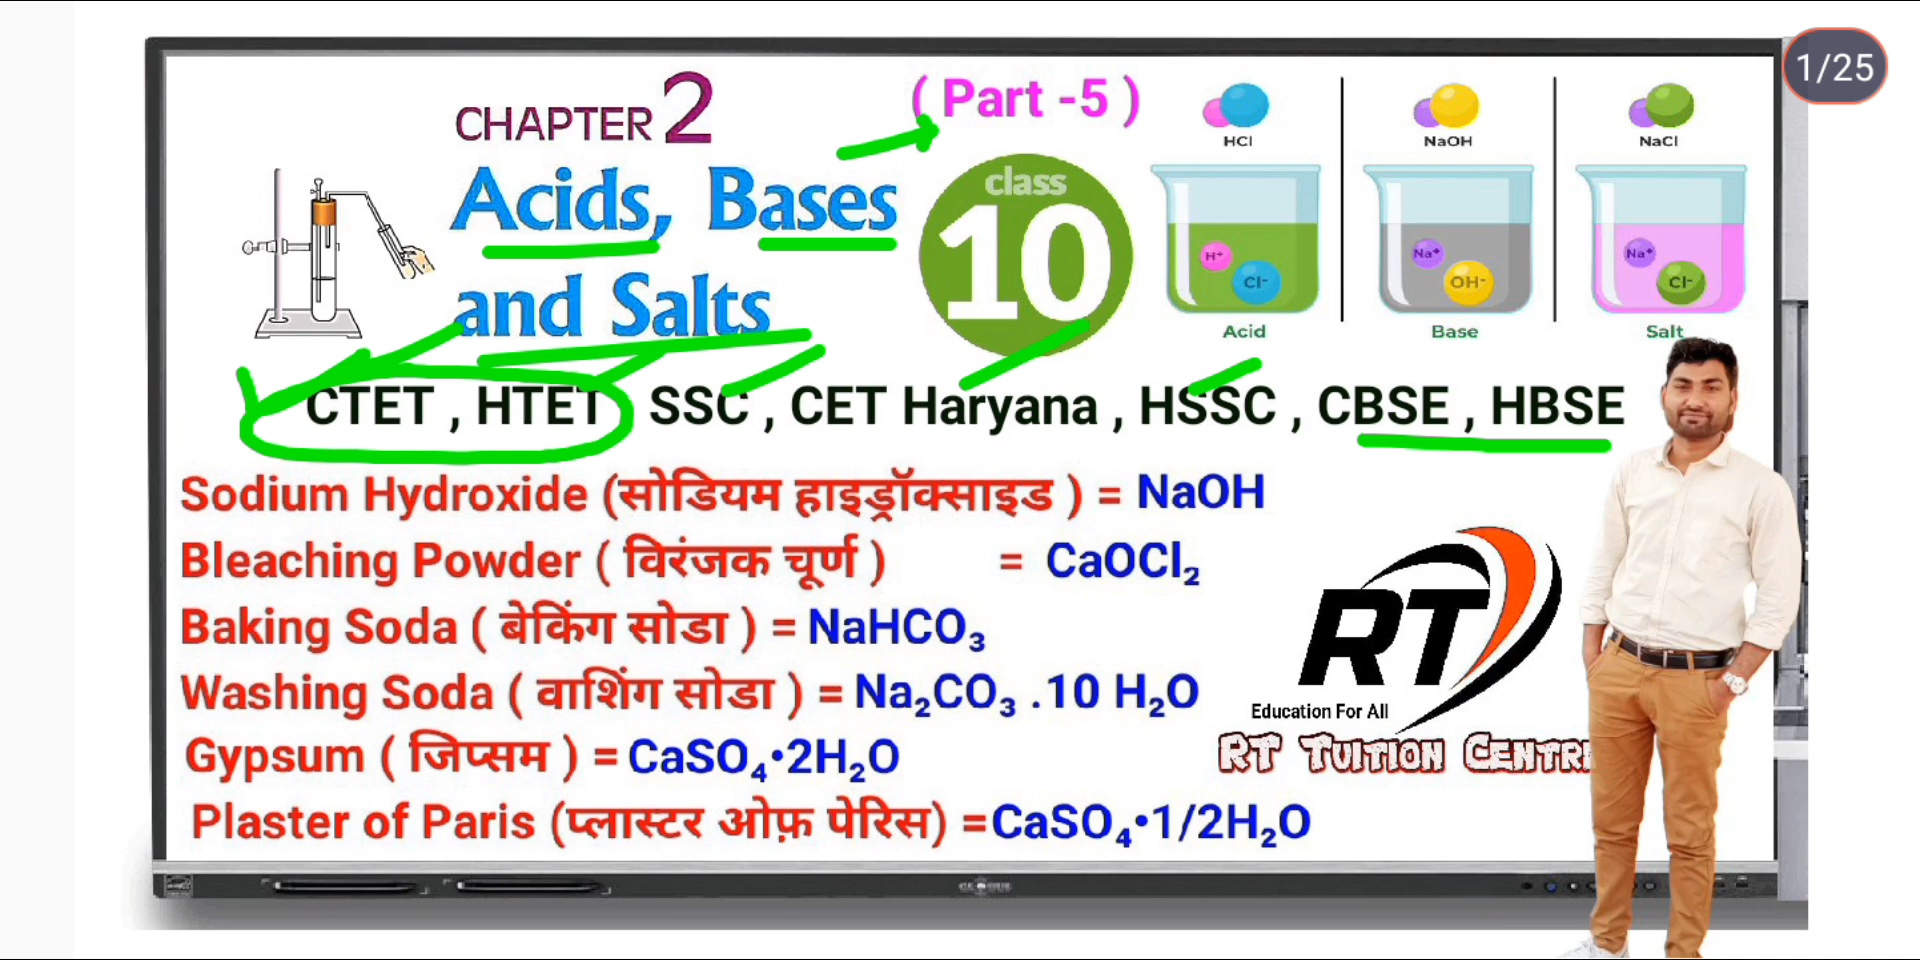 1/25
CHAPTER 2
( Part -5 )
Acids, Bases
and Salts
class
10
HCl
NaOH
NaCl
H⁺
Cl⁻
Na⁺
OH⁻
Na⁺
Cl⁻
Acid
Base
Salt
CTET , HTET SSC , CET Haryana , HSSC , CBSE , HBSE
Sodium Hydroxide (सोडियम हाइड्रॉक्साइड ) = NaOH
Bleaching Powder ( विरंजक चूर्ण ) = CaOCl₂
Baking Soda ( बेकिंग सोडा ) = NaHCO₃
Washing Soda ( वाशिंग सोडा ) = Na₂CO₃ .10 H₂O
Gypsum ( जिप्सम ) = CaSO₄•2H₂O
Plaster of Paris (प्लास्टर ओफ़ पेरिस) =CaSO₄•1/2H₂O
RT
Education For All
RT TUITION CENTR